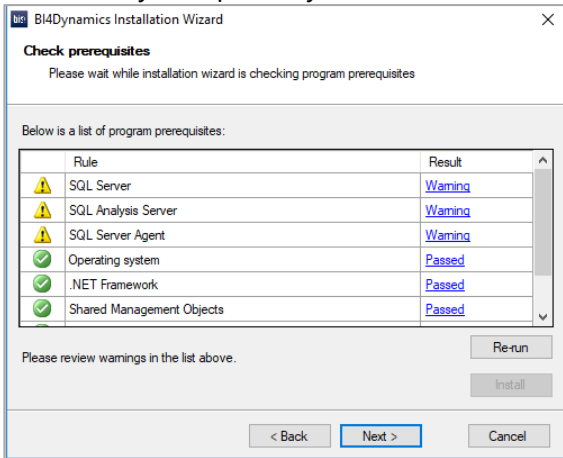 bi4 BI4Dynamics Installation Wizard
Check prerequisites
Please wait while installation wizard is checking program prerequisites
Below is a list of program prerequisites:
Rule Result
SQL Server Warning
SQL Analysis Server Warning
SQL Server Agent Warning
Operating system Passed
.NET Framework Passed
Shared Management Objects Passed
Please review warnings in the list above.
Re-run
Install
< Back Next > Cancel